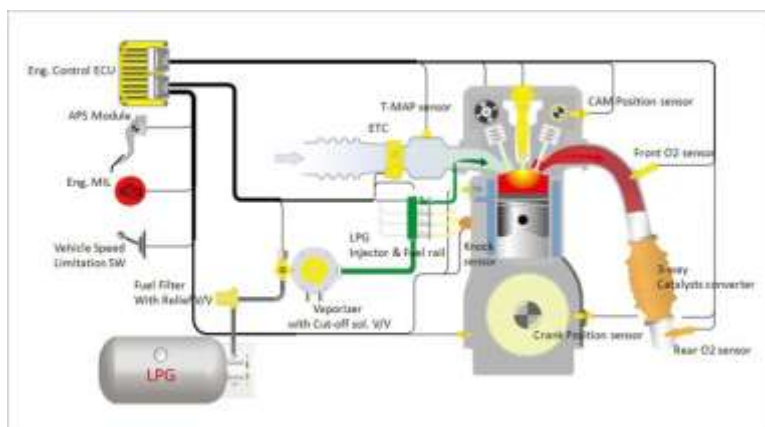 Eng. Control ECU
APS Module
Eng. MIL
Vehicle Speed
Limitation SW
Fuel Filter
With Relief V/V
LPG
Vaporizer
with Cut-off sol. V/V
LPG
Injector & Fuel rail
ETC
T-MAP sensor
CAM Position sensor
Front O2 sensor
Knock
sensor
3-way
Catalysts converter
Crank Position sensor
Rear O2 sensor